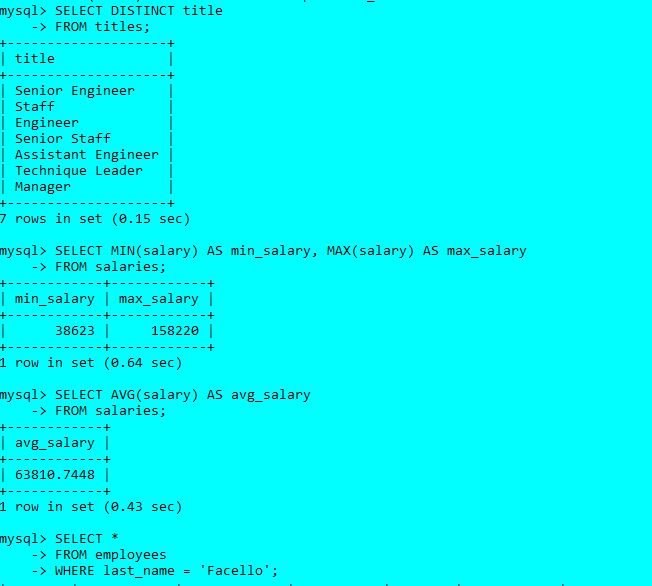 mysql> SELECT DISTINCT title
    -> FROM titles;
+--------------------+
| title              |
+--------------------+
| Senior Engineer    |
| Staff              |
| Engineer           |
| Senior Staff       |
| Assistant Engineer |
| Technique Leader   |
| Manager            |
+--------------------+
7 rows in set (0.15 sec)

mysql> SELECT MIN(salary) AS min_salary, MAX(salary) AS max_salary
    -> FROM salaries;
+------------+------------+
| min_salary | max_salary |
+------------+------------+
|      38623 |     158220 |
+------------+------------+
1 row in set (0.64 sec)

mysql> SELECT AVG(salary) AS avg_salary
    -> FROM salaries;
+------------+
| avg_salary |
+------------+
| 63810.7448 |
+------------+
1 row in set (0.43 sec)

mysql> SELECT *
    -> FROM employees
    -> WHERE last_name = 'Facello';